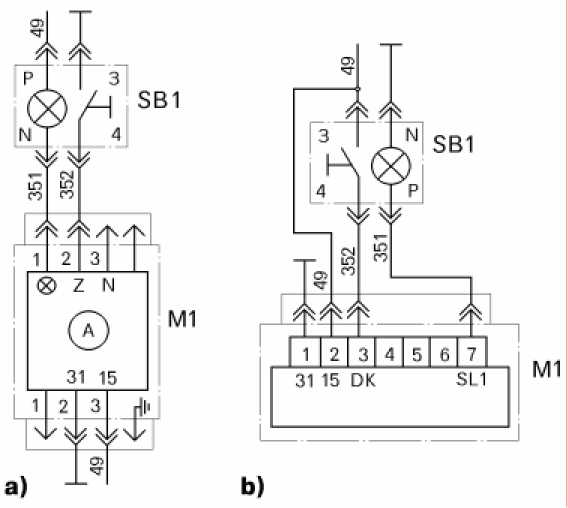 49
P 3
SB1
N 4
351 352
1 2 3
Z N
A
M1
31 15
1 2 3
49
a)
49
3 N
SB1
4 P
352 351
49
1 2 3 4 5 6 7
31 15 DK SL1
M1
b)